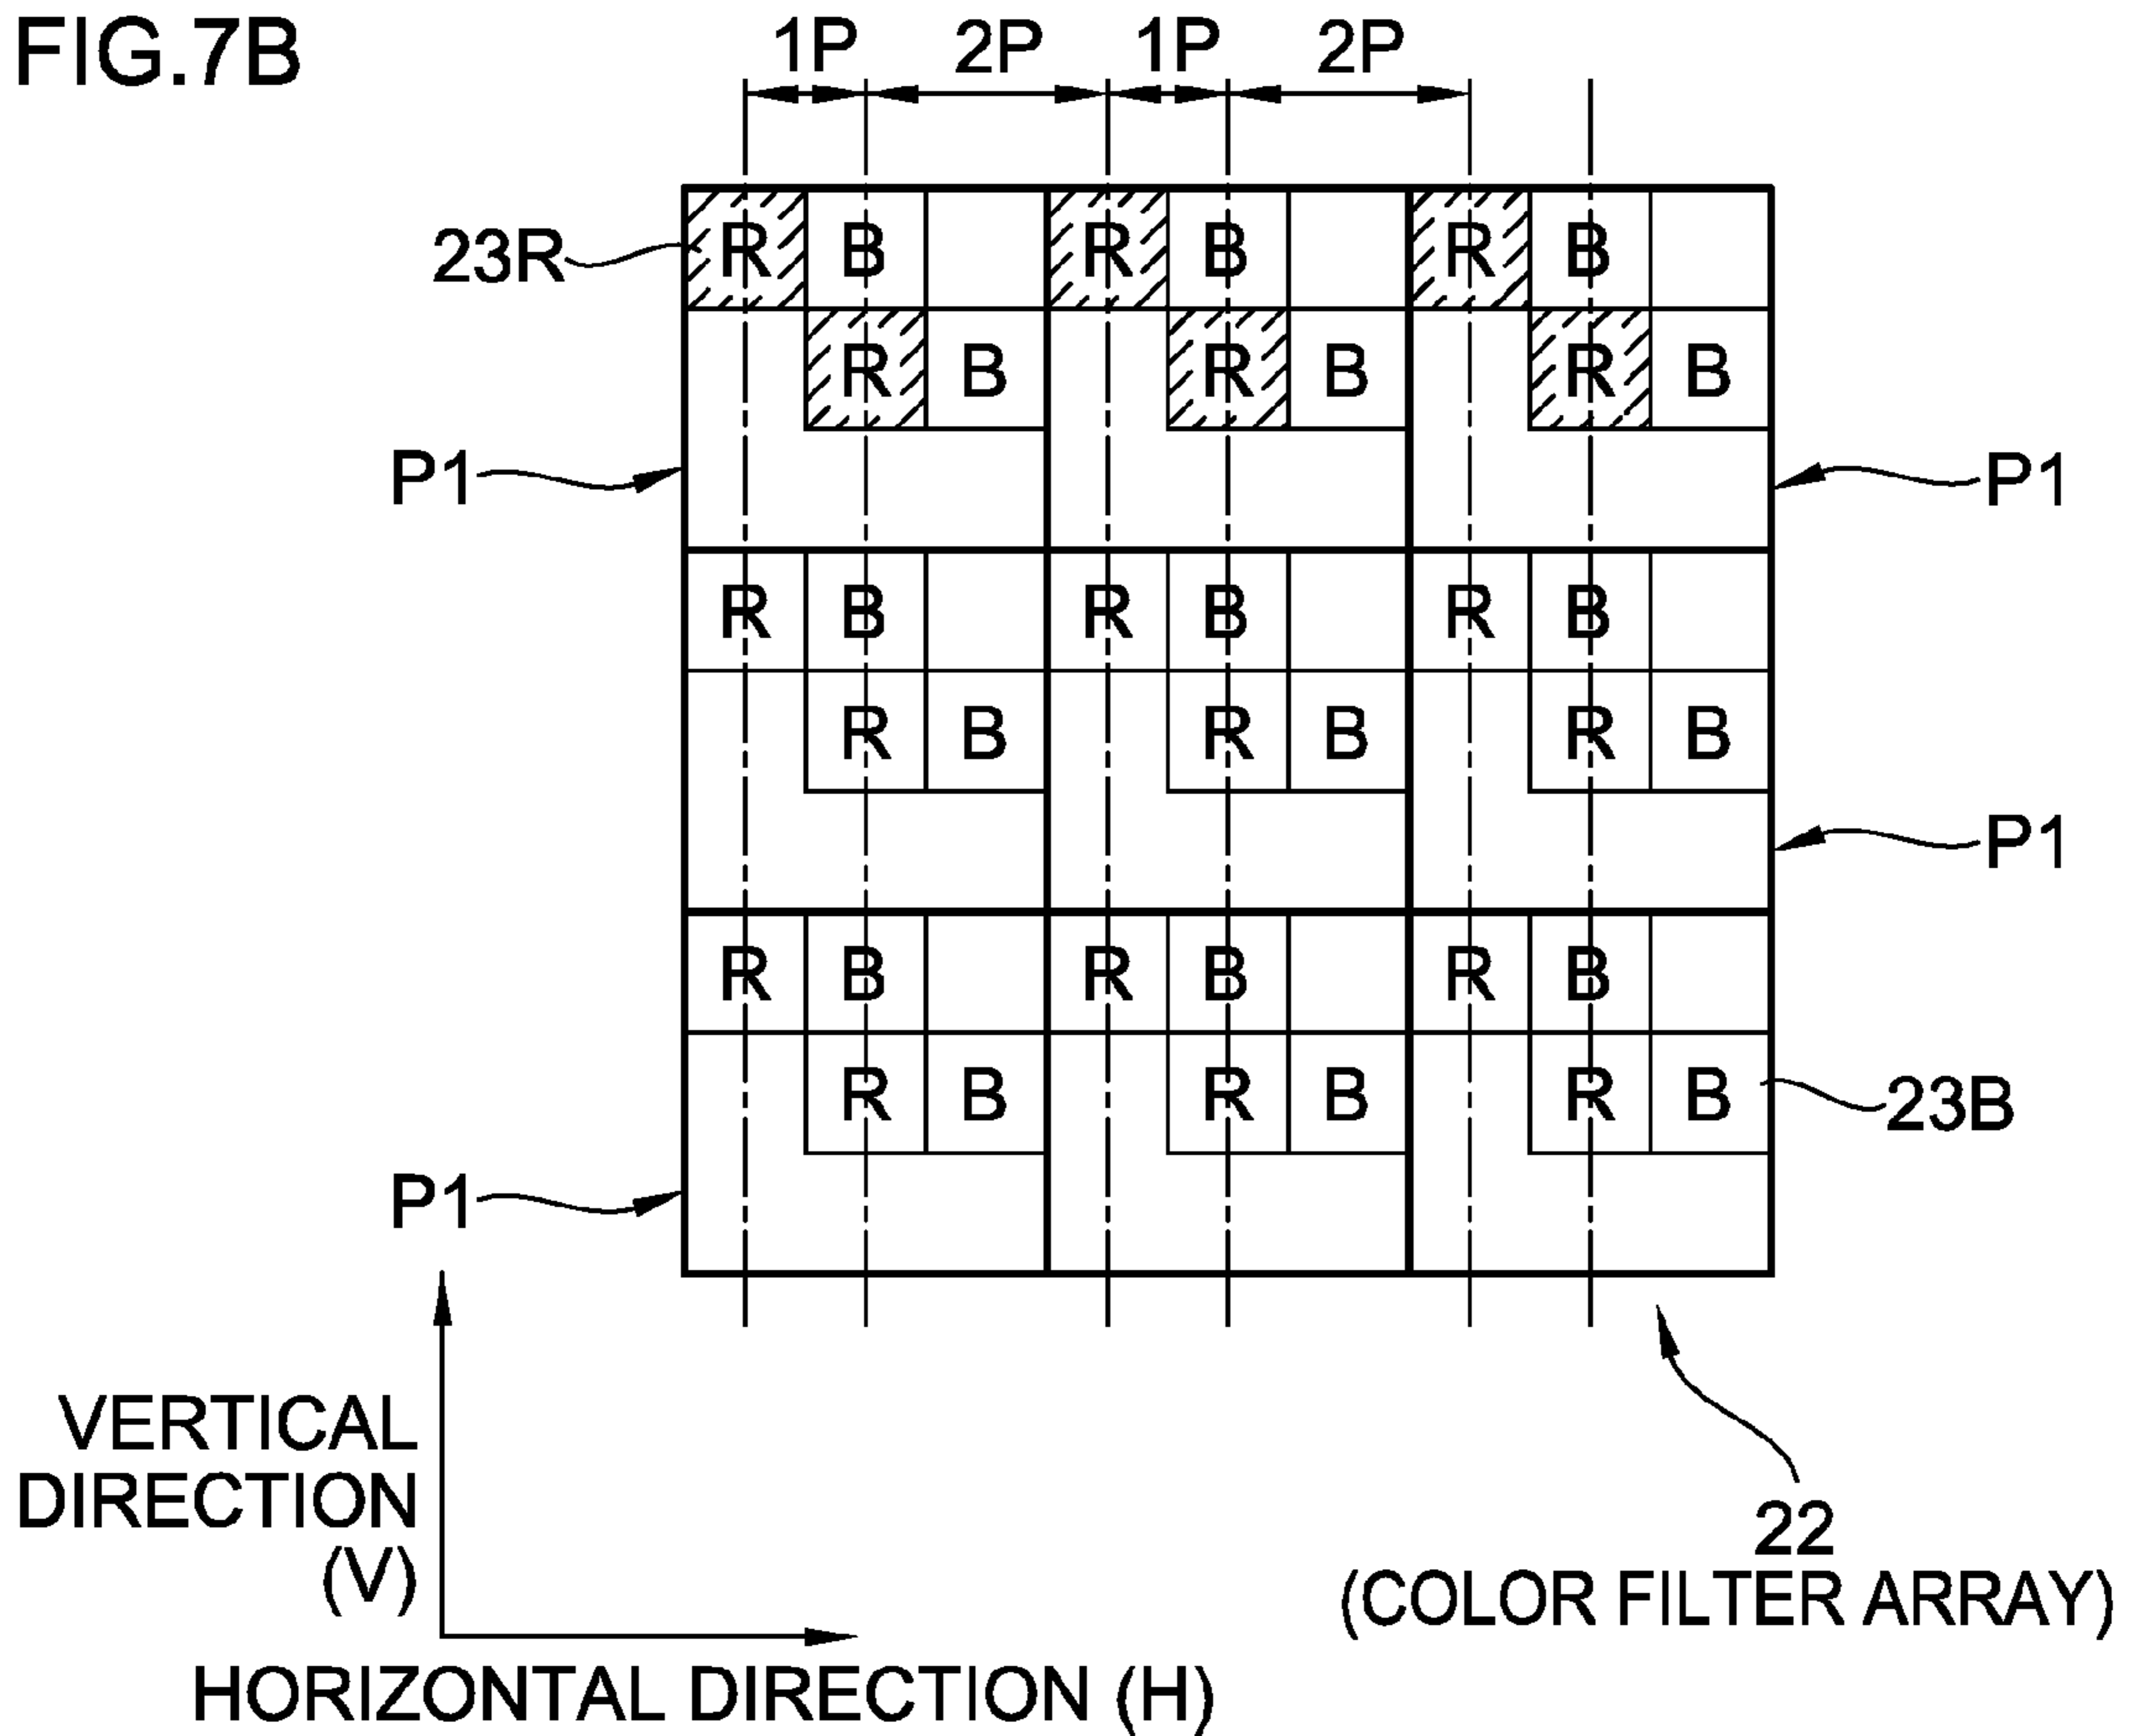 FIG.7B
1P 2P 1P 2P
23R R B R B R B
R B R B R B
P1 P1
R B R B R B
R B R B R B
P1
R B R B R B
R B R B R B 23B
P1
VERTICAL
DIRECTION
(V)
HORIZONTAL DIRECTION (H)
22
(COLOR FILTER ARRAY)